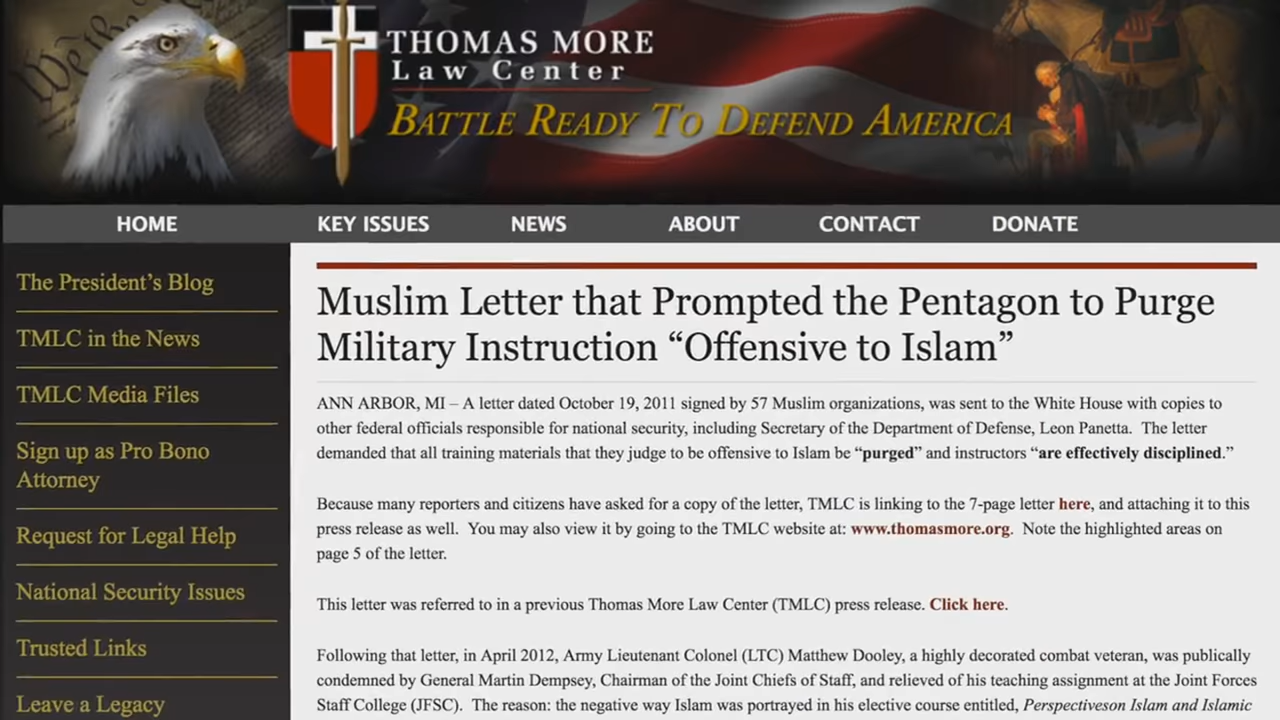 We the
THOMAS MORE
Law Center
BATTLE READY TO DEFEND AMERICA
HOME KEY ISSUES NEWS ABOUT CONTACT DONATE
The President's Blog
TMLC in the News
TMLC Media Files
Sign up as Pro Bono
Attorney
Request for Legal Help
National Security Issues
Trusted Links
Leave a Legacy
Muslim Letter that Prompted the Pentagon to Purge
Military Instruction “Offensive to Islam”
ANN ARBOR, MI – A letter dated October 19, 2011 signed by 57 Muslim organizations, was sent to the White House with copies to
other federal officials responsible for national security, including Secretary of the Department of Defense, Leon Panetta. The letter
demanded that all training materials that they judge to be offensive to Islam be “purged” and instructors “are effectively disciplined.”
Because many reporters and citizens have asked for a copy of the letter, TMLC is linking to the 7-page letter here, and attaching it to this
press release as well. You may also view it by going to the TMLC website at: www.thomasmore.org. Note the highlighted areas on
page 5 of the letter.
This letter was referred to in a previous Thomas More Law Center (TMLC) press release. Click here.
Following that letter, in April 2012, Army Lieutenant Colonel (LTC) Matthew Dooley, a highly decorated combat veteran, was publically
condemned by General Martin Dempsey, Chairman of the Joint Chiefs of Staff, and relieved of his teaching assignment at the Joint Forces
Staff College (JFSC). The reason: the negative way Islam was portrayed in his elective course entitled, Perspectiveson Islam and Islamic